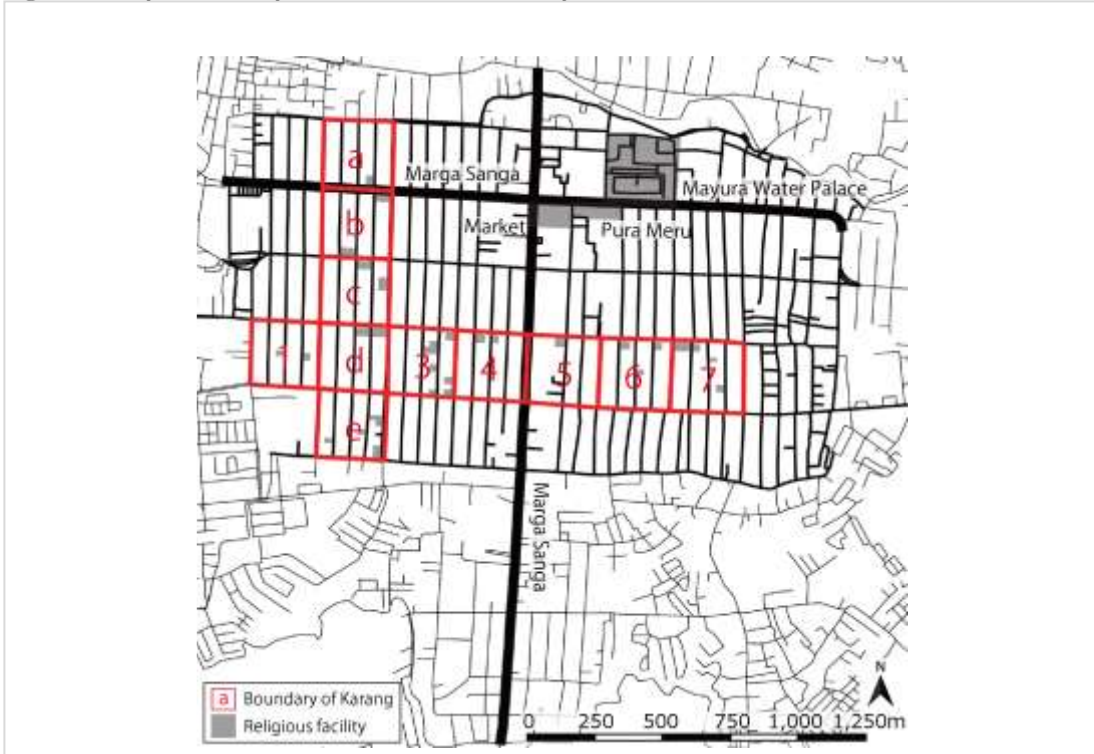 a
Marga Sanga
Mayura Water Palace
b
Market
Pura Meru
c
1
d
3
4
5
6
7
e
Marga Sanga
N
a Boundary of Karang
Religious facility
0 250 500 750 1,000 1,250m